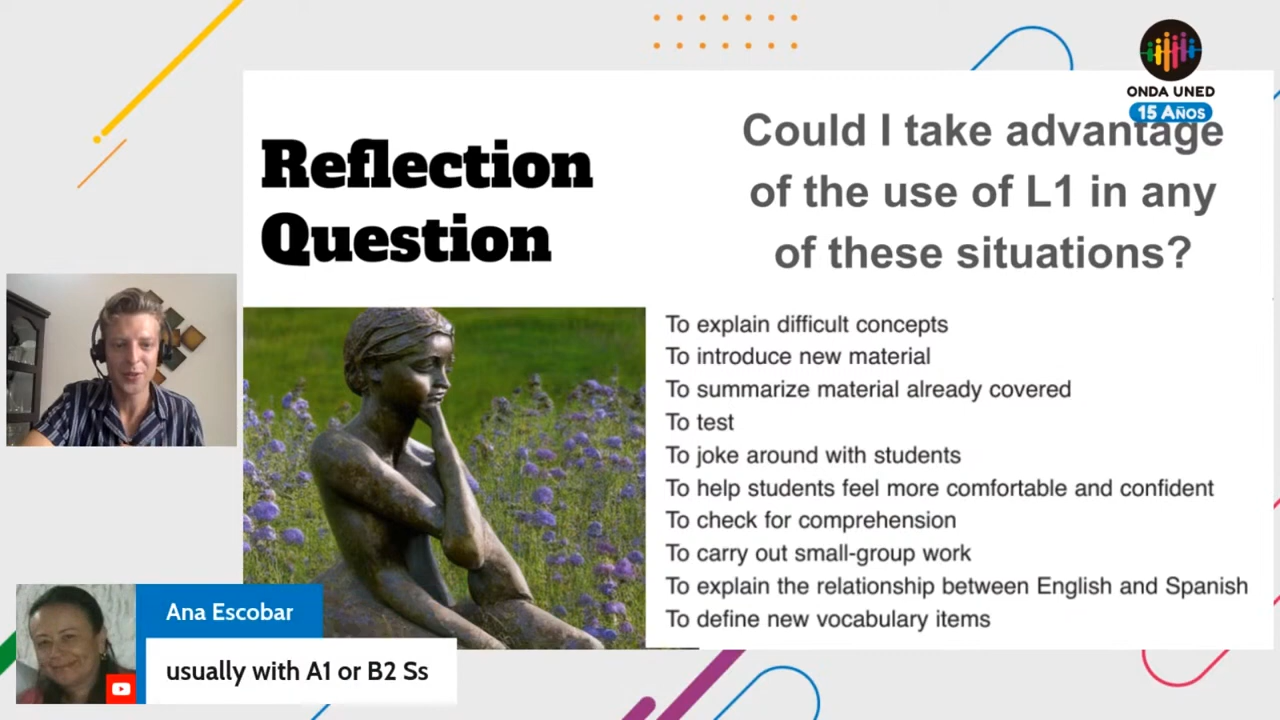 ONDA UNED
15 AÑOS
Reflection
Question
Could I take advantage
of the use of L1 in any
of these situations?
To explain difficult concepts
To introduce new material
To summarize material already covered
To test
To joke around with students
To help students feel more comfortable and confident
To check for comprehension
To carry out small-group work
To explain the relationship between English and Spanish
To define new vocabulary items
Ana Escobar
usually with A1 or B2 Ss